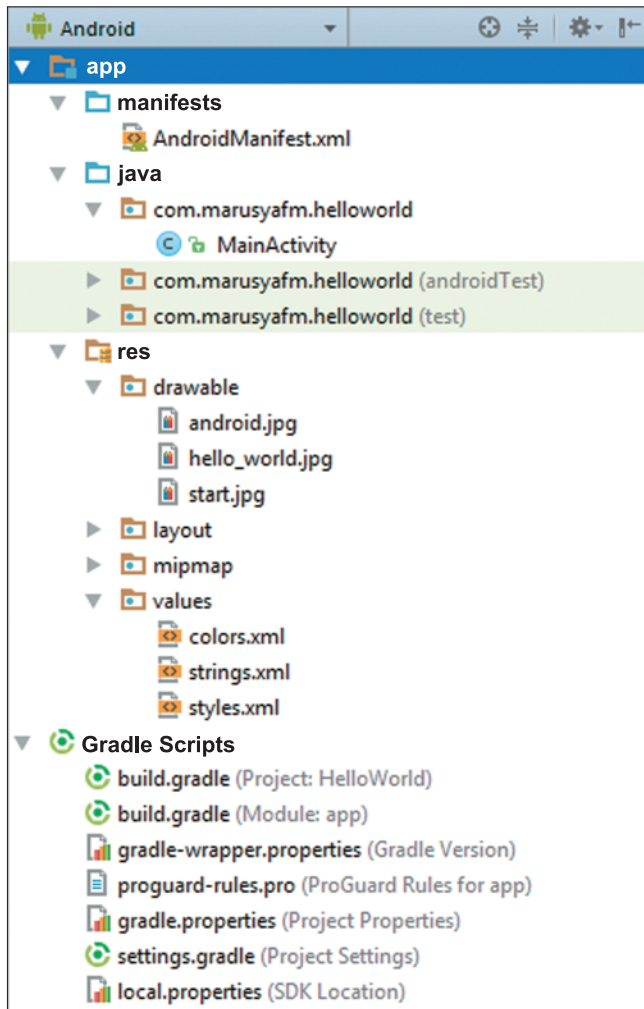 Android
app
manifests
AndroidManifest.xml
java
com.marusyafm.helloworld
C MainActivity
com.marusyafm.helloworld (androidTest)
com.marusyafm.helloworld (test)
res
drawable
android.jpg
hello_world.jpg
start.jpg
layout
mipmap
values
colors.xml
strings.xml
styles.xml
Gradle Scripts
build.gradle (Project: HelloWorld)
build.gradle (Module: app)
gradle-wrapper.properties (Gradle Version)
proguard-rules.pro (ProGuard Rules for app)
gradle.properties (Project Properties)
settings.gradle (Project Settings)
local.properties (SDK Location)